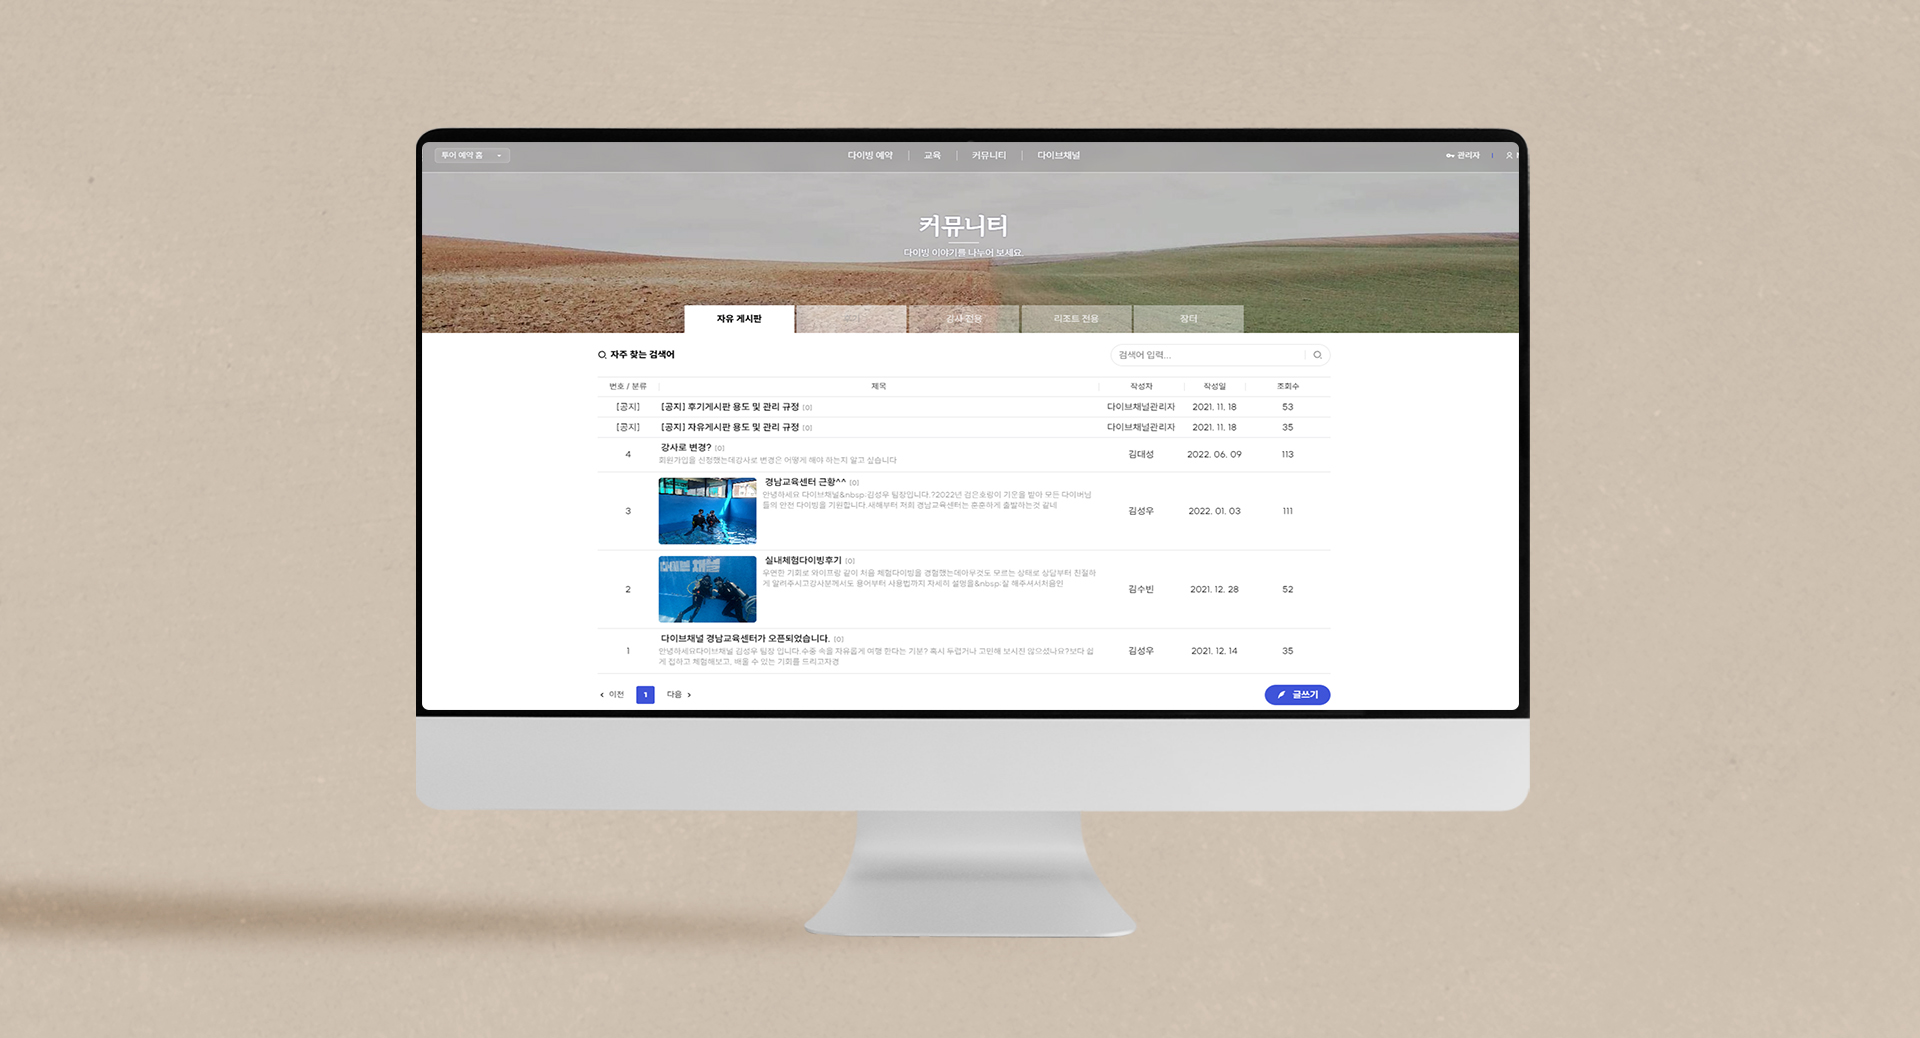 투어 예약 홈
다이빙 예약
교육
커뮤니티
다이브채널
관리자
커뮤니티
다이빙 이야기를 나누어 보세요.
자유 게시판
강사 전용
리조트 전용
장터
자주 찾는 검색어
검색어 입력...
번호 / 분류 제목 작성자 작성일 조회수
[공지] [공지] 후기게시판 용도 및 관리 규정 [0] 다이브채널관리자 2021. 11. 18 53
[공지] [공지] 자유게시판 용도 및 관리 규정 [0] 다이브채널관리자 2021. 11. 18 35
강사로 변경? [0]
4 김대성 2022. 06. 09 113
회원가입을 신청했는데강사로 변경은 어떻게 해야 하는지 알고 싶습니다
경남교육센터 근황^^ [0]
안녕하세요 다이브채널&nbsp;김성우 팀장입니다.?2022년 검은호랑이 기운을 받아 모든 다이버님
들의 안전 다이빙을 기원합니다.새해부터 저희 경남교육센터는 훈훈하게 출발하는것 같네
3 김성우 2022. 01. 03 111
다이브 채널
실내체험다이빙후기 [0]
우연한 기회로 와이프랑 같이 처음 체험다이빙을 경험했는데아무것도 모르는 상태로 상담부터 친절하
게 알려주시고강사분께서도 용어부터 사용법까지 자세히 설명을&nbsp;잘 해주셔서처음인
2 김수빈 2021. 12. 28 52
다이브채널 경남교육센터가 오픈되었습니다. [0]
안녕하세요다이브채널 김성우 팀장 입니다.수중 속을 자유롭게 여행 한다는 기분? 혹시 두렵거나 고민해 보시진 않으셨나요?보다 쉽
게 접하고 체험해보고, 배울 수 있는 기회를 드리고자경
1 김성우 2021. 12. 14 35
이전 1 다음
글쓰기